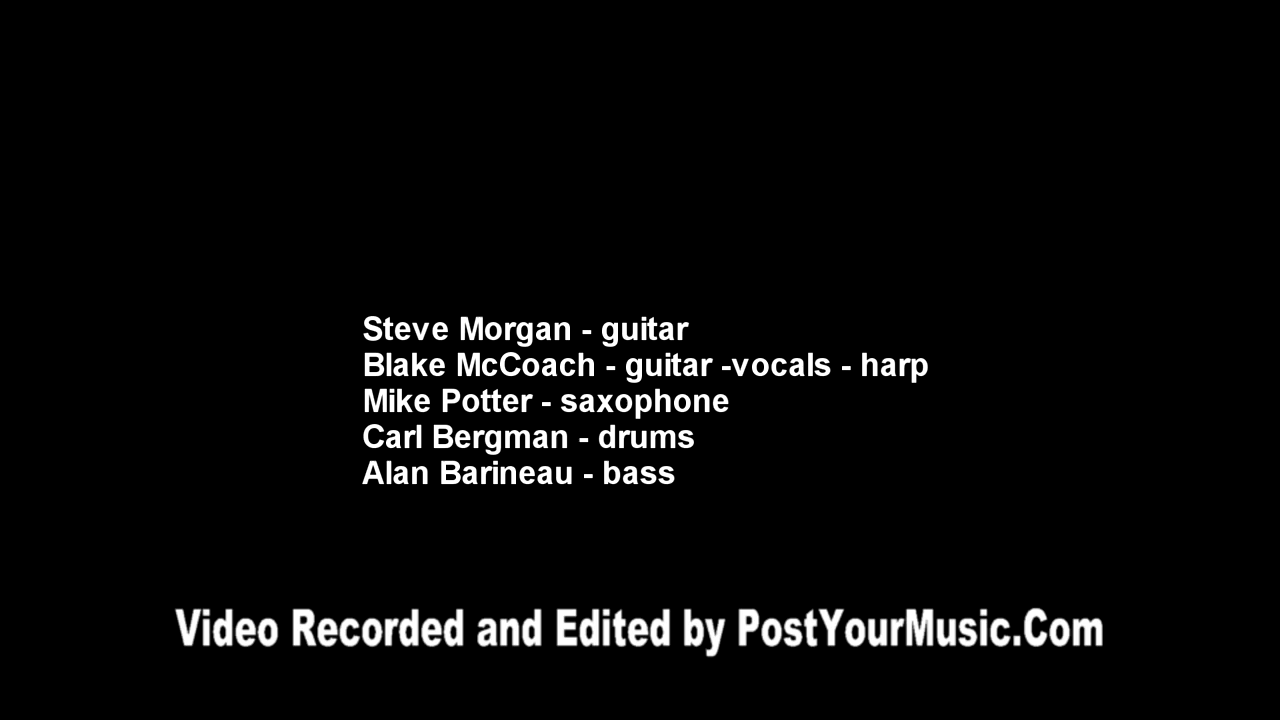 Steve Morgan - guitar
Blake McCoach - guitar -vocals - harp
Mike Potter - saxophone
Carl Bergman - drums
Alan Barineau - bass
Video Recorded and Edited by PostYourMusic.Com